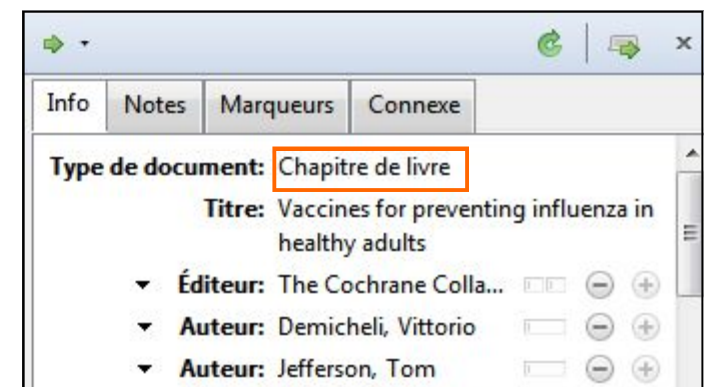 Info Notes Marqueurs Connexe
Type de document: Chapitre de livre
Titre: Vaccines for preventing influenza in
healthy adults
Éditeur: The Cochrane Colla...
Auteur: Demicheli, Vittorio
Auteur: Jefferson, Tom